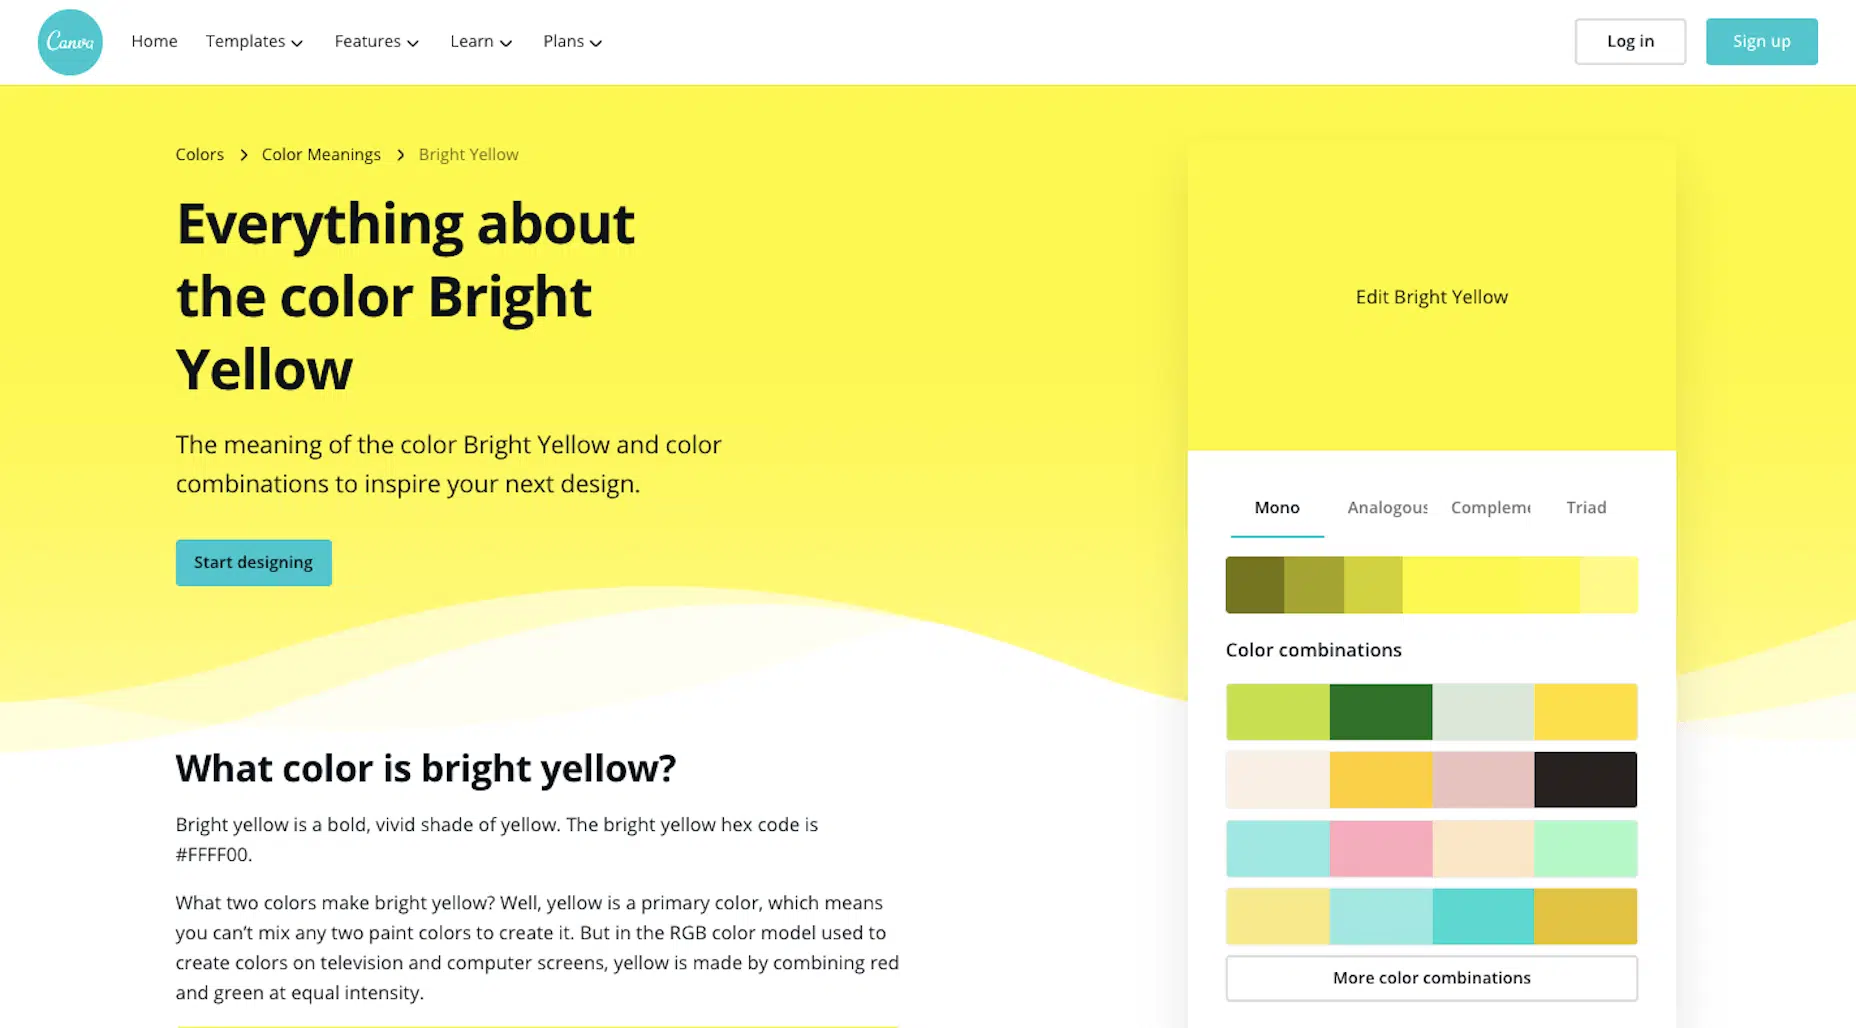 Canva
Home
Templates
Features
Learn
Plans
Log in
Sign up
Colors
Color Meanings
Bright Yellow
Everything about
the color Bright
Yellow
The meaning of the color Bright Yellow and color
combinations to inspire your next design.
Start designing
What color is bright yellow?
Bright yellow is a bold, vivid shade of yellow. The bright yellow hex code is
#FFFF00.
What two colors make bright yellow? Well, yellow is a primary color, which means
you can’t mix any two paint colors to create it. But in the RGB color model used to
create colors on television and computer screens, yellow is made by combining red
and green at equal intensity.
Edit Bright Yellow
Mono
Analogous
Compleme
Triad
Color combinations
More color combinations